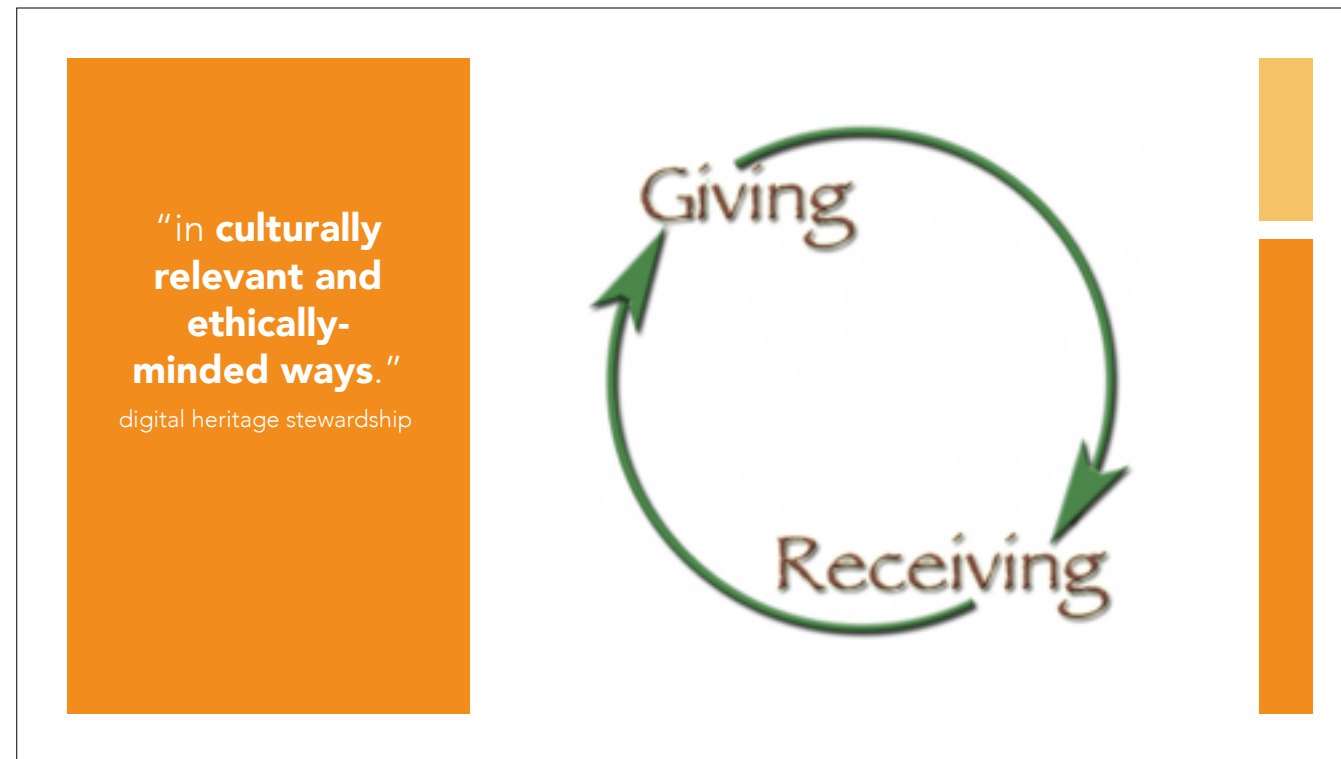 “in culturally
relevant and
ethically-
minded ways.”
digital heritage stewardship
Giving
Receiving